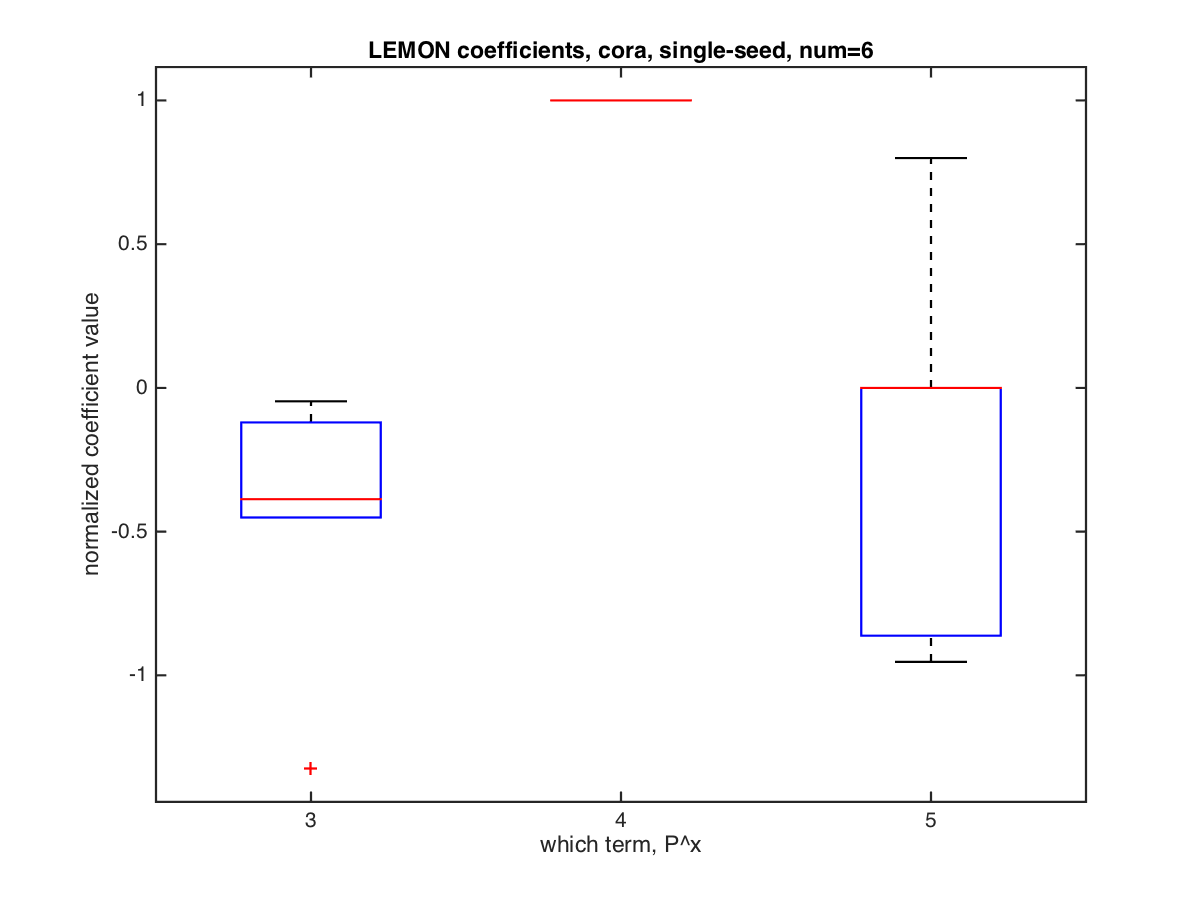 LEMON coefficients, cora, single-seed, num=6
1
0.5
0
-0.5
-1
normalized coefficient value
3 4 5
which term, P^x